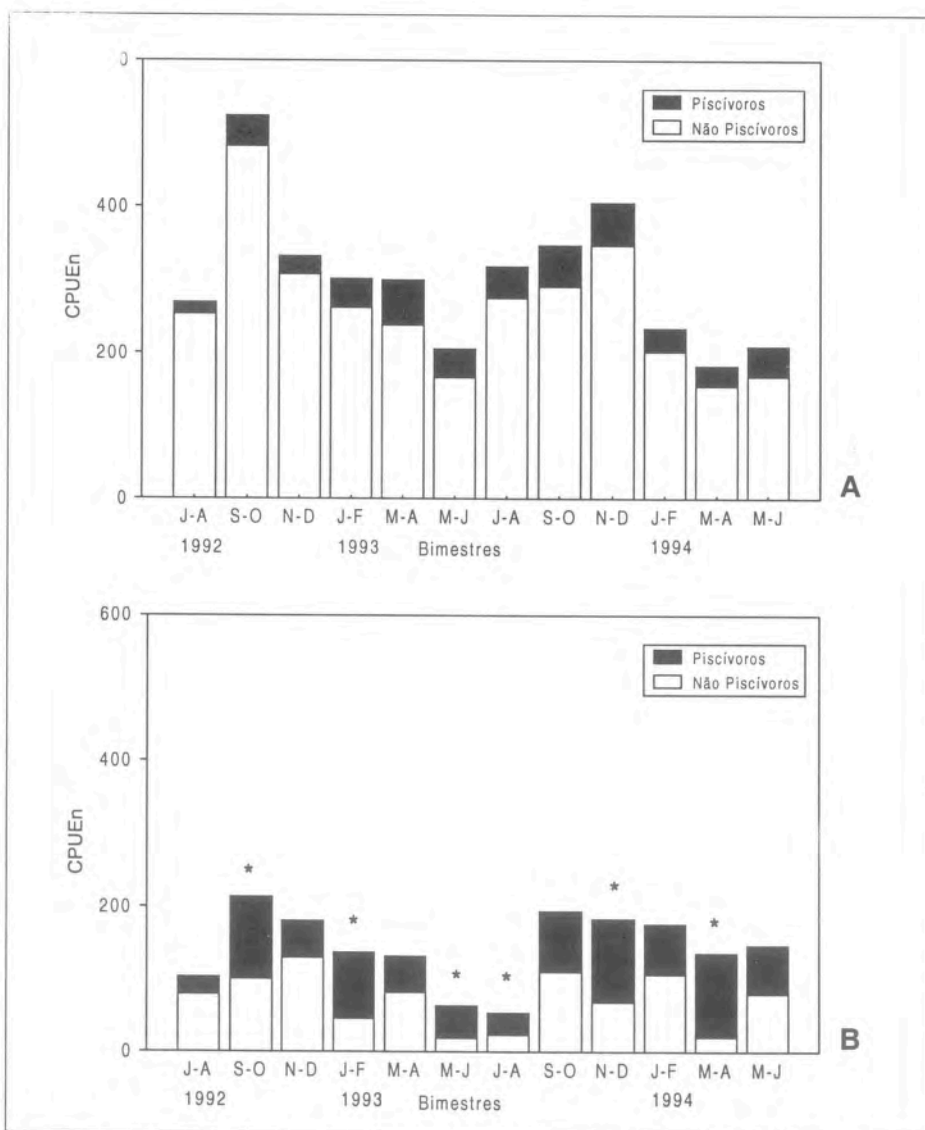 0
Piscívoros
Não Piscívoros
400
CPUEn
200
0
A
J-A S-O N-D J-F M-A M-J J-A S-O N-D J-F M-A M-J
1992 1993 Bimestres 1994
600
Piscívoros
Não Piscívoros
400
CPUEn
* * * * * *
200
0
B
J-A S-O N-D J-F M-A M-J J-A S-O N-D J-F M-A M-J
1992 1993 Bimestres 1994